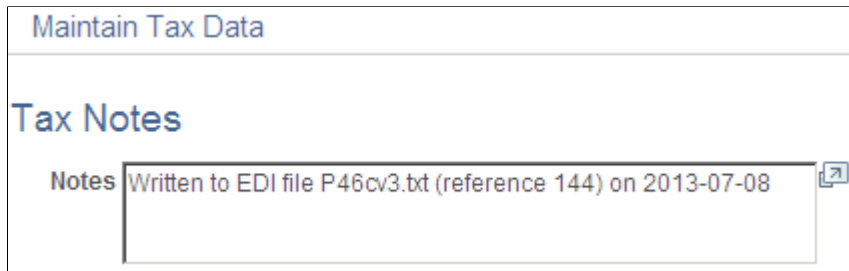 Maintain Tax Data
Tax Notes
Notes Written to EDI file P46cv3.txt (reference 144) on 2013-07-08